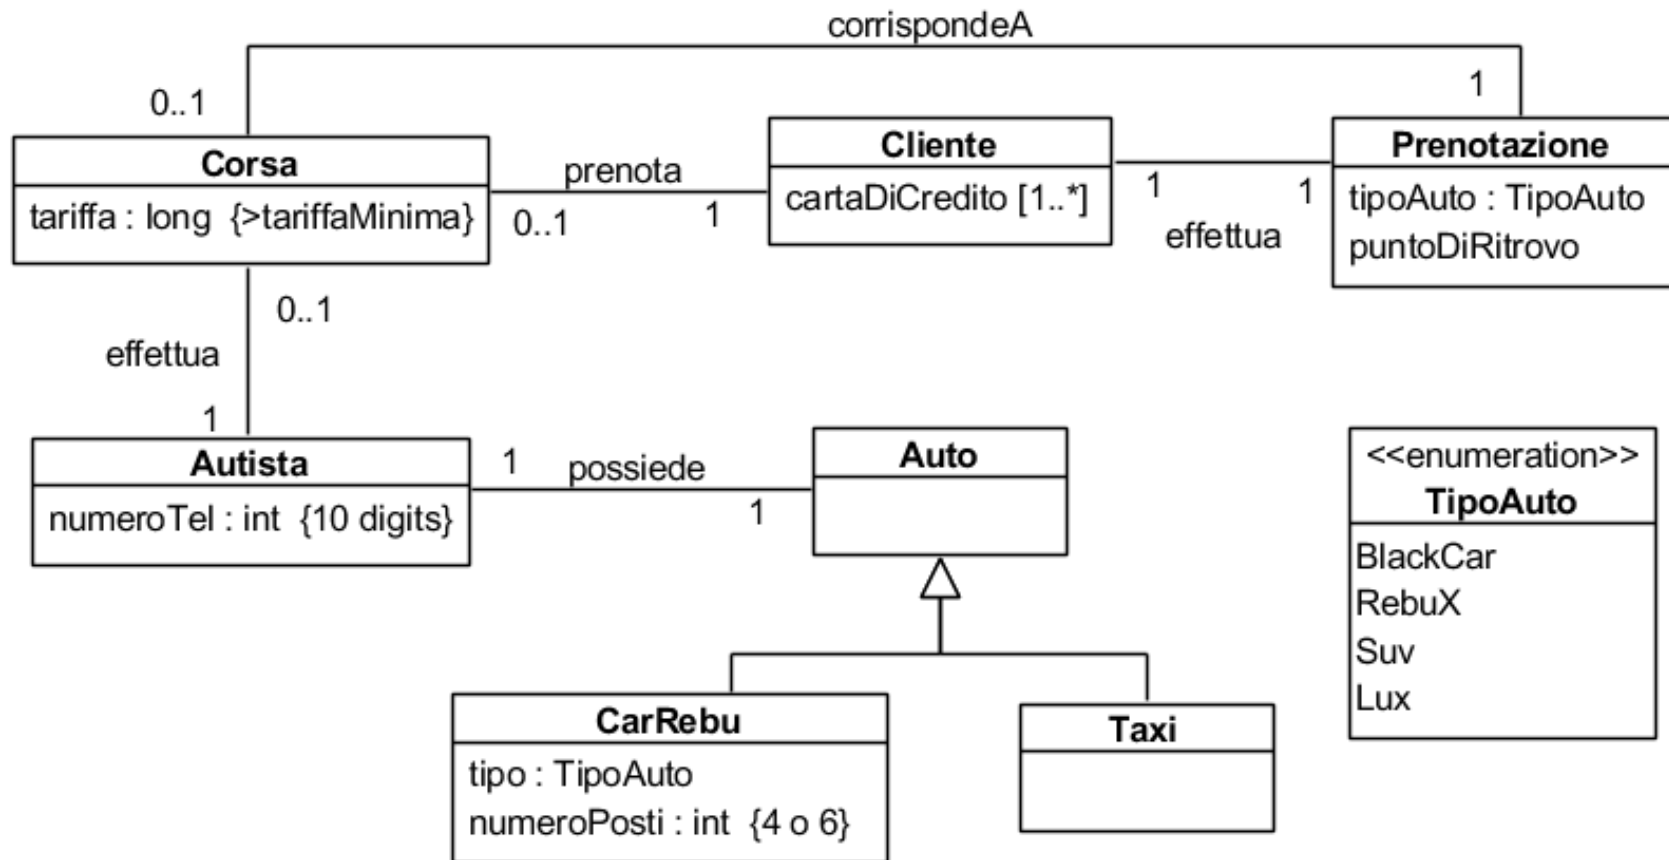 corrispondeA
0..1
1
Corsa
tariffa : long {>tariffaMinima}
prenota
0..1
1
Cliente
cartaDiCredito [1..*]
1
1
effettua
Prenotazione
tipoAuto : TipoAuto
puntoDiRitrovo
0..1
effettua
1
Autista
numeroTel : int {10 digits}
1
possiede
1
Auto
<<enumeration>>
TipoAuto
BlackCar
RebuX
Suv
Lux
CarRebu
tipo : TipoAuto
numeroPosti : int {4 o 6}
Taxi